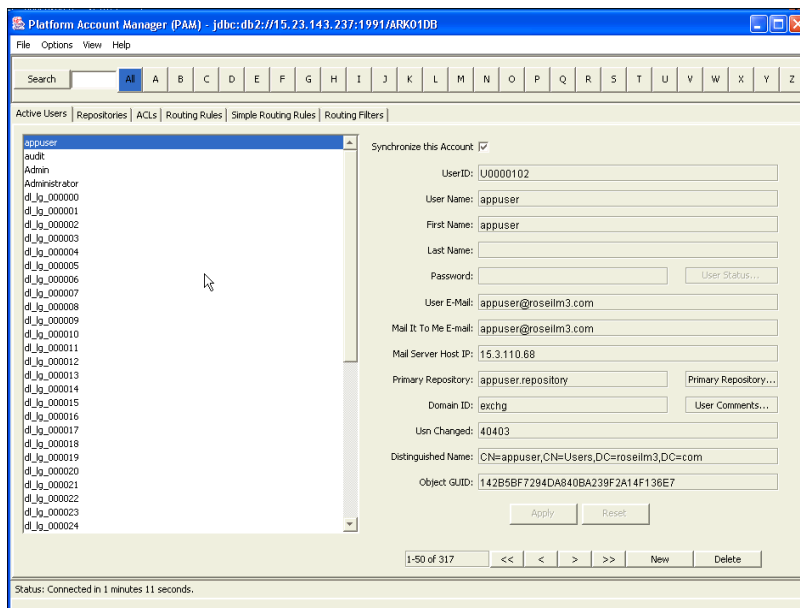 Platform Account Manager (PAM) - jdbc:db2://15.23.143.237:1991/ARK01DB
File Options View Help
Search All A B C D E F G H I J K L M N O P Q R S T U V W X Y Z
Active Users Repositories ACLs Routing Rules Simple Routing Rules Routing Filters
appuser
audit
Admin
Administrator
dl_lg_000000
dl_lg_000001
dl_lg_000002
dl_lg_000003
dl_lg_000004
dl_lg_000005
dl_lg_000006
dl_lg_000007
dl_lg_000008
dl_lg_000009
dl_lg_000010
dl_lg_000011
dl_lg_000012
dl_lg_000013
dl_lg_000014
dl_lg_000015
dl_lg_000016
dl_lg_000017
dl_lg_000018
dl_lg_000019
dl_lg_000020
dl_lg_000021
dl_lg_000022
dl_lg_000023
dl_lg_000024
Synchronize this Account
UserID: U0000102
User Name: appuser
First Name: appuser
Last Name:
Password: User Status...
User E-Mail: appuser@roseilm3.com
Mail It To Me E-mail: appuser@roseilm3.com
Mail Server Host IP: 15.3.110.68
Primary Repository: appuser.repository Primary Repository...
Domain ID: exchg User Comments...
Usn Changed: 40403
Distinguished Name: CN=appuser,CN=Users,DC=roseilm3,DC=com
Object GUID: 142B5BF7294DA840BA239F2A14F136E7
Apply Reset
1-50 of 317 << < > >> New Delete
Status: Connected in 1 minutes 11 seconds.